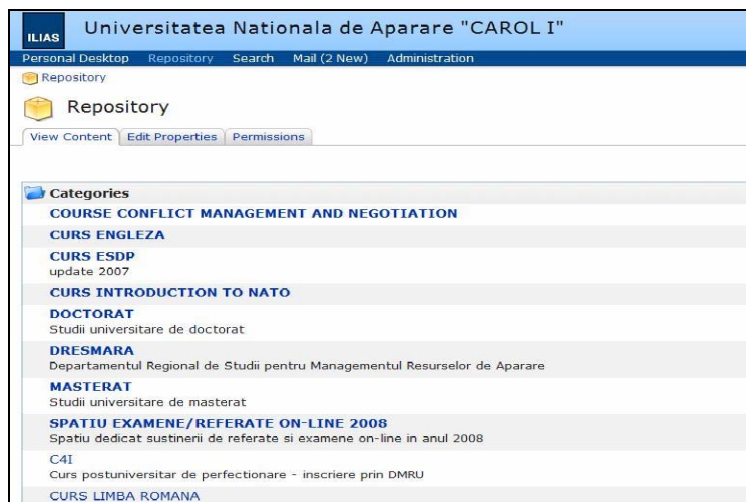 ILIAS Universitatea Nationala de Aparare "CAROL I"
Personal Desktop Repository Search Mail (2 New) Administration
Repository
Repository
View Content Edit Properties Permissions
Categories
COURSE CONFLICT MANAGEMENT AND NEGOTIATION
CURS ENGLEZA
CURS ESDP
update 2007
CURS INTRODUCTION TO NATO
DOCTORAT
Studii universitare de doctorat
DRESMARA
Departamentul Regional de Studii pentru Managementul Resurselor de Aparare
MASTERAT
Studii universitare de masterat
SPATIU EXAMENE/REFERATE ON-LINE 2008
Spatiu dedicat sustinerii de referate si examene on-line in anul 2008
C4I
Curs postuniversitar de perfectionare - inscriere prin DMRU
CURS LIMBA ROMANA